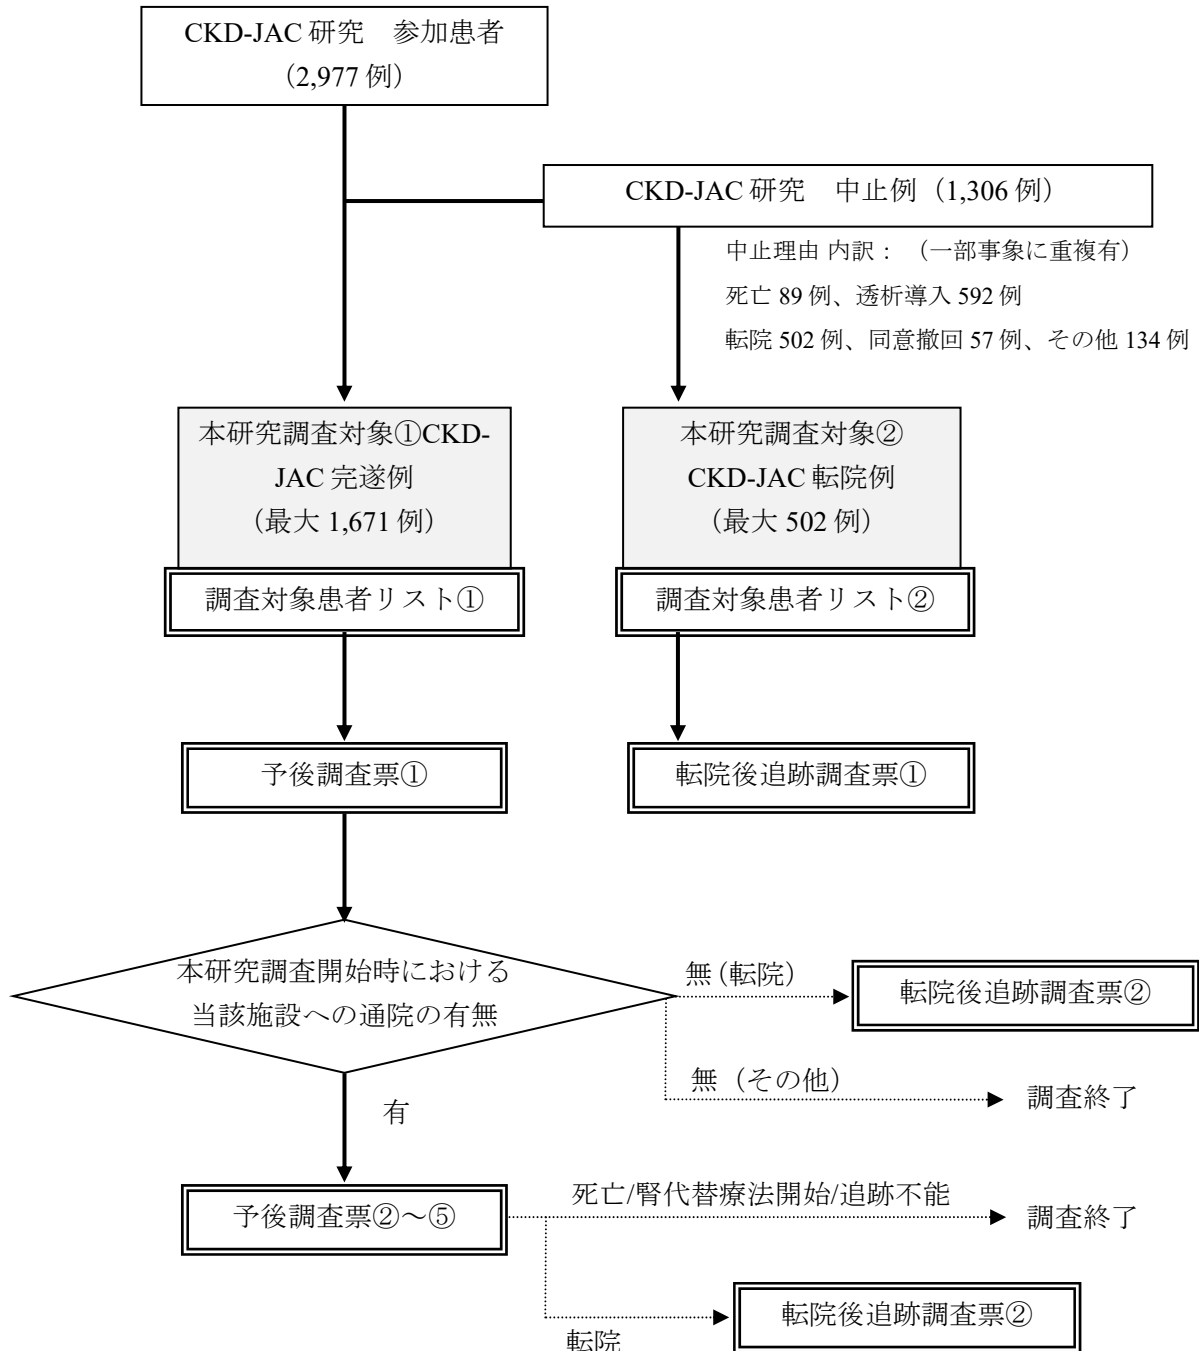 CKD-JAC 研究　参加患者
（2,977 例）
CKD-JAC 研究　中止例（1,306 例）
中止理由 内訳： （一部事象に重複有）
死亡 89 例、透析導入 592 例
転院 502 例、同意撤回 57 例、その他 134 例
本研究調査対象①CKD-
JAC 完遂例
（最大 1,671 例）
本研究調査対象②
CKD-JAC 転院例
（最大 502 例）
調査対象患者リスト①
調査対象患者リスト②
予後調査票①
転院後追跡調査票①
本研究調査開始時における
当該施設への通院の有無
無（転院）
転院後追跡調査票②
無（その他）
調査終了
有
予後調査票②～⑤
死亡/腎代替療法開始/追跡不能
調査終了
転院後追跡調査票②
転院